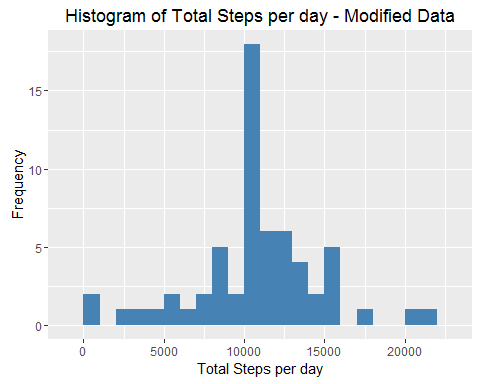 Histogram of Total Steps per day - Modified Data
Frequency
15
10
5
0
0 5000 10000 15000 20000
Total Steps per day